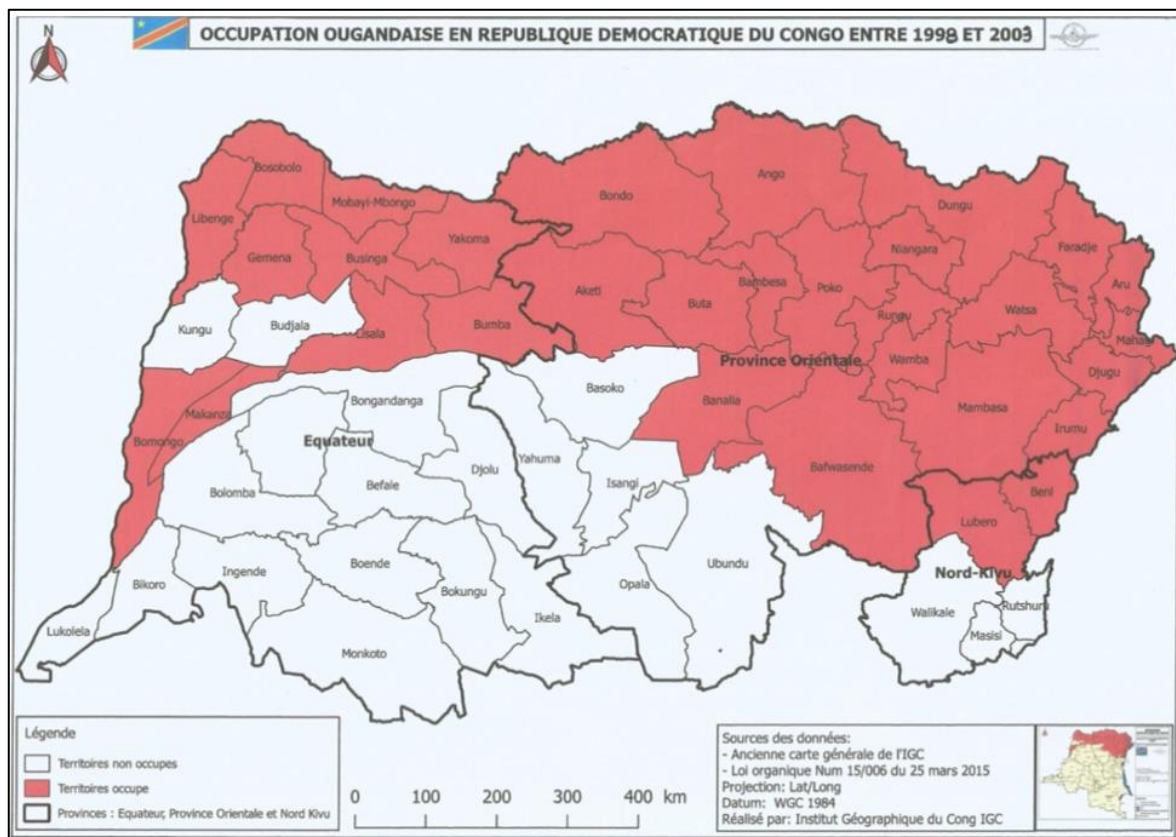 N
OCCUPATION OUGANDAISE EN REPUBLIQUE DEMOCRATIQUE DU CONGO ENTRE 1998 ET 2003
Bosobolo
Ango
Bondo
Mobayi-Mbongo
Dungu
Libenge
Yakoma
Niangara
Faradje
Gemena
Businga
Bambesa
Aru
Aketi
Buta
Poko
Watsa
Rungu
Kungu
Budjala
Lisala
Bumba
Mahagi
Province Orientale
Wamba
Djugu
Basoko
Makanza
Bongandanga
Banalia
Mambasa
Bomongo
Equateur
Irumu
Yahuma
Djolu
Isangi
Bafwasende
Bolomba
Befale
Beni
Lubero
Boende
Ubundu
Bikoro
Ingende
Nord-Kivu
Opala
Bokungu
Walikale
Rutshuru
Ikela
Lukolela
Masisi
Monkoto
Légende
Territoires non occupes
Territoires occupe
Provinces : Equateur, Province Orientale et Nord Kivu
0 100 200 300 400 km
Sources des données:
- Ancienne carte générale de l'IGC
- Loi organique Num 15/006 du 25 mars 2015
Projection: Lat/Long
Datum: WGC 1984
Réalisé par: Institut Géographique du Cong IGC